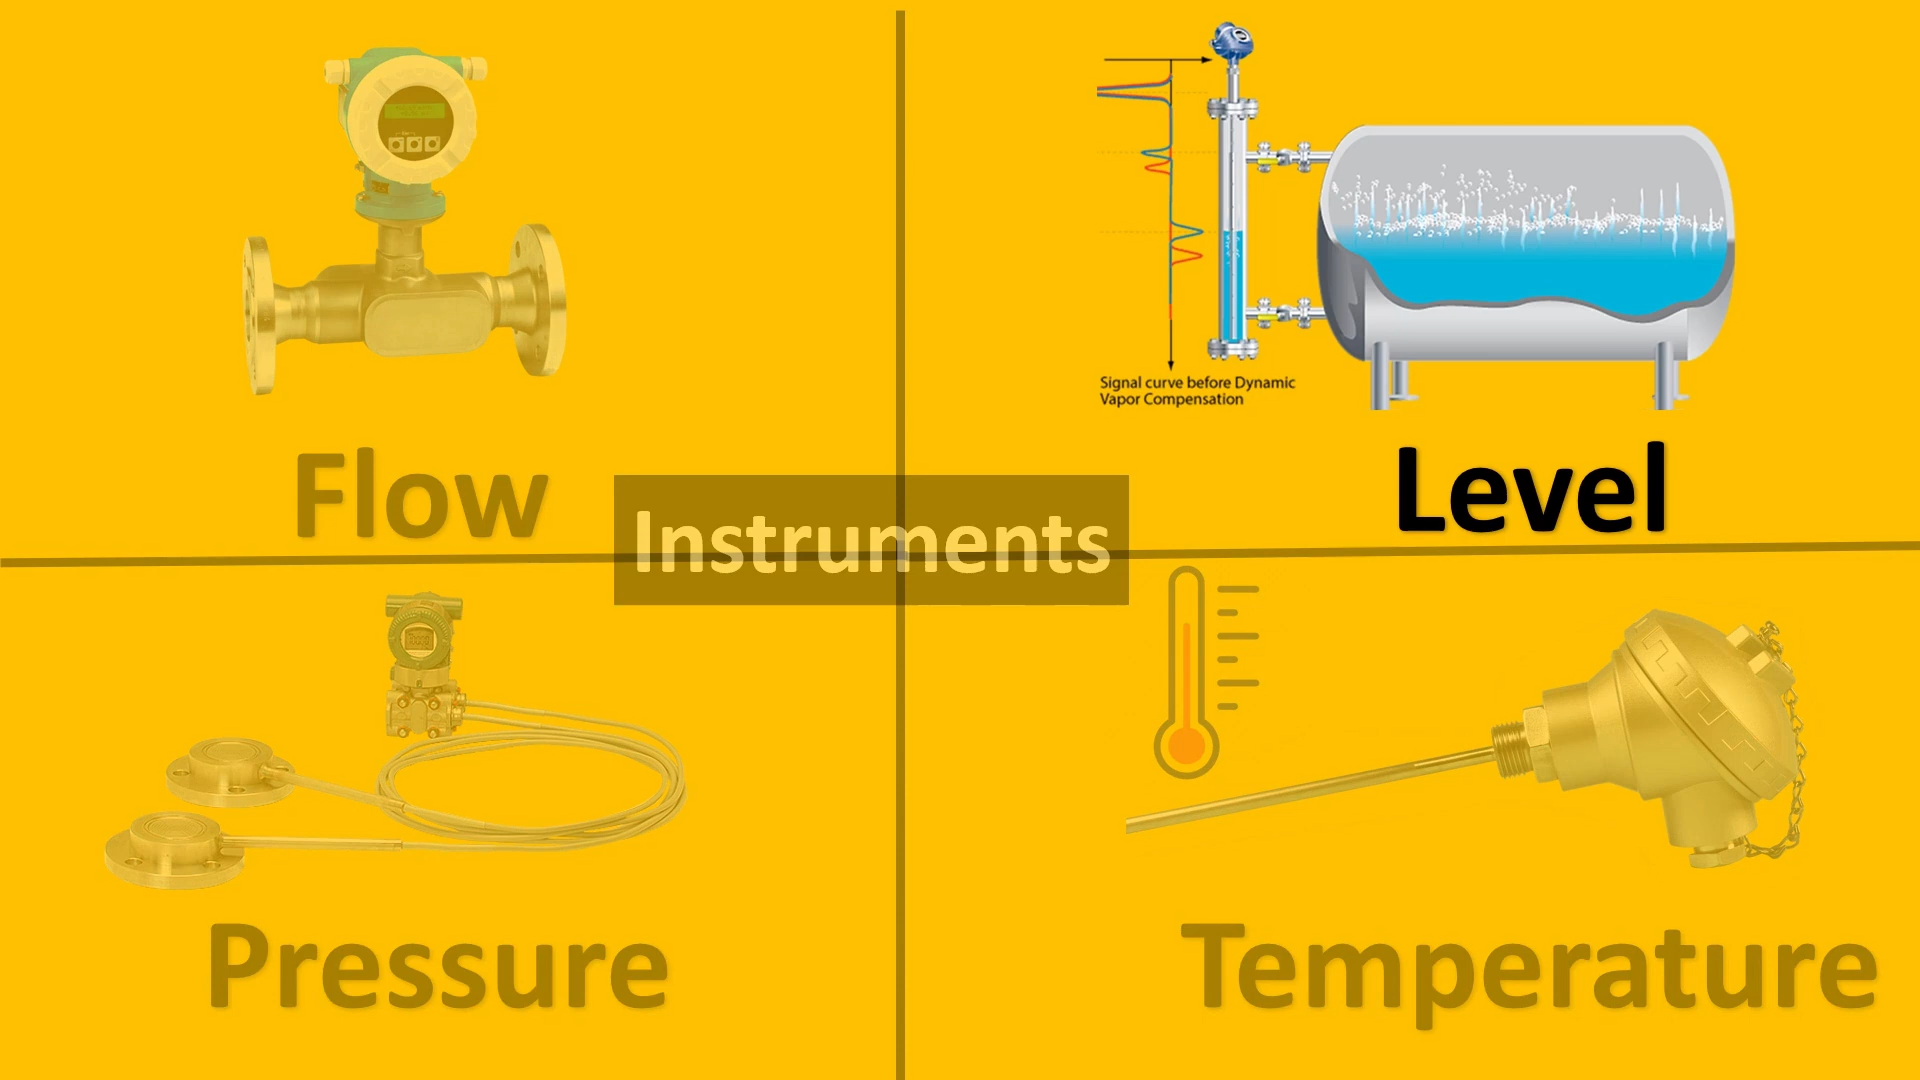 Signal curve before Dynamic
Vapor Compensation
Flow
Level
Instruments
Pressure
Temperature